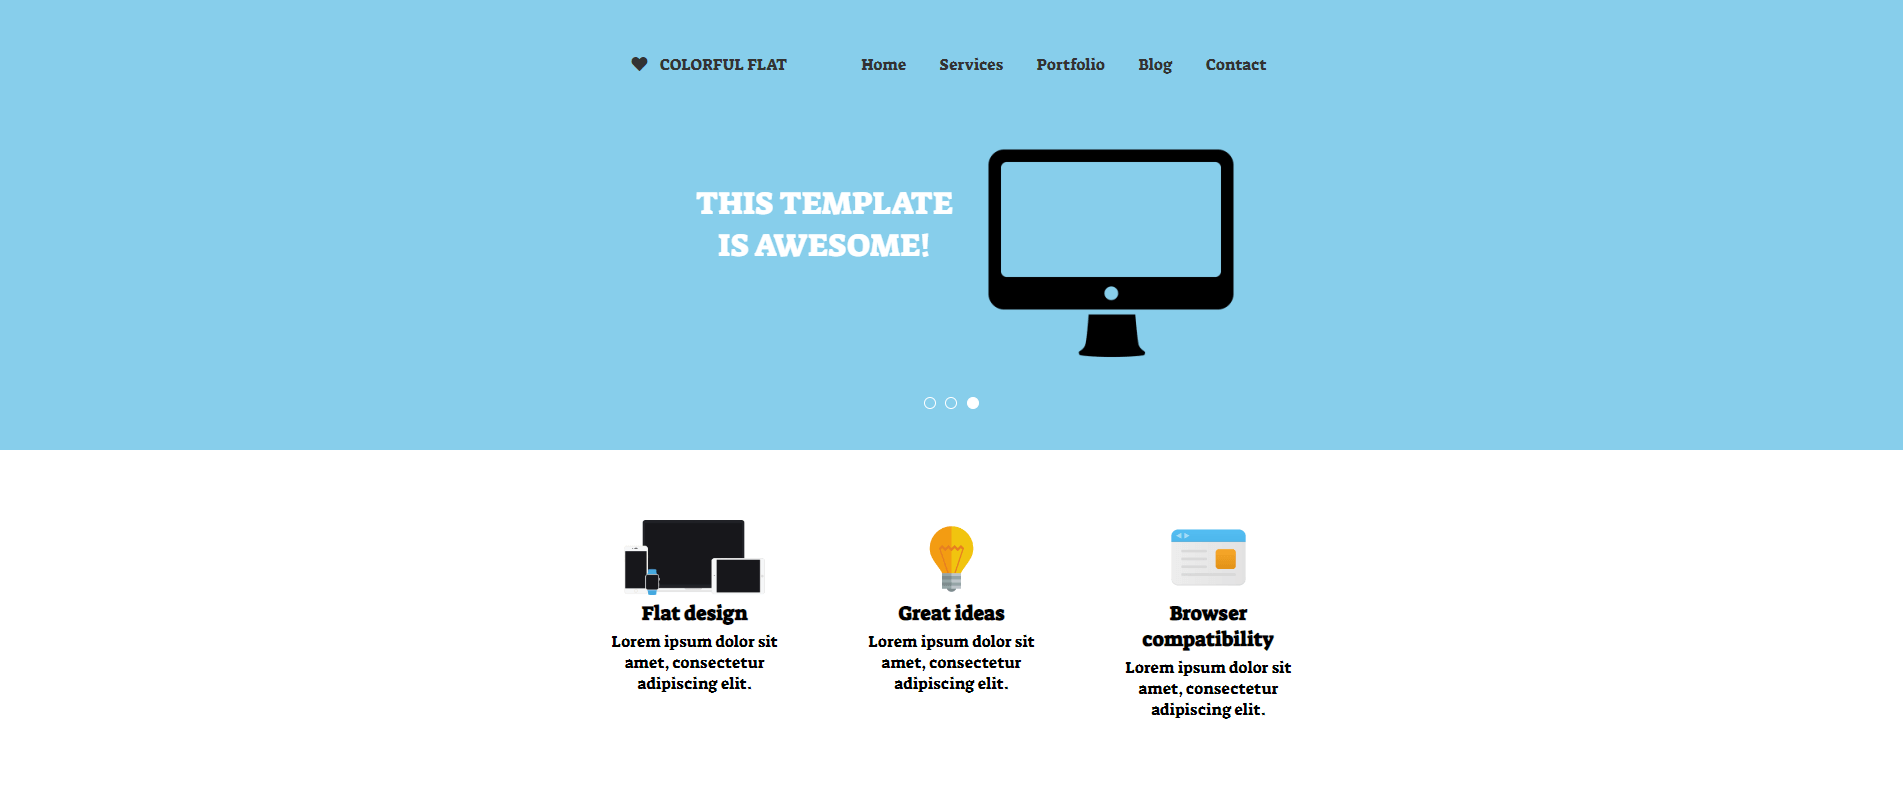 COLORFUL FLAT
Home Services Portfolio Blog Contact
THIS TEMPLATE
IS AWESOME!
Flat design
Lorem ipsum dolor sit
amet, consectetur
adipiscing elit.
Great ideas
Lorem ipsum dolor sit
amet, consectetur
adipiscing elit.
Browser
compatibility
Lorem ipsum dolor sit
amet, consectetur
adipiscing elit.